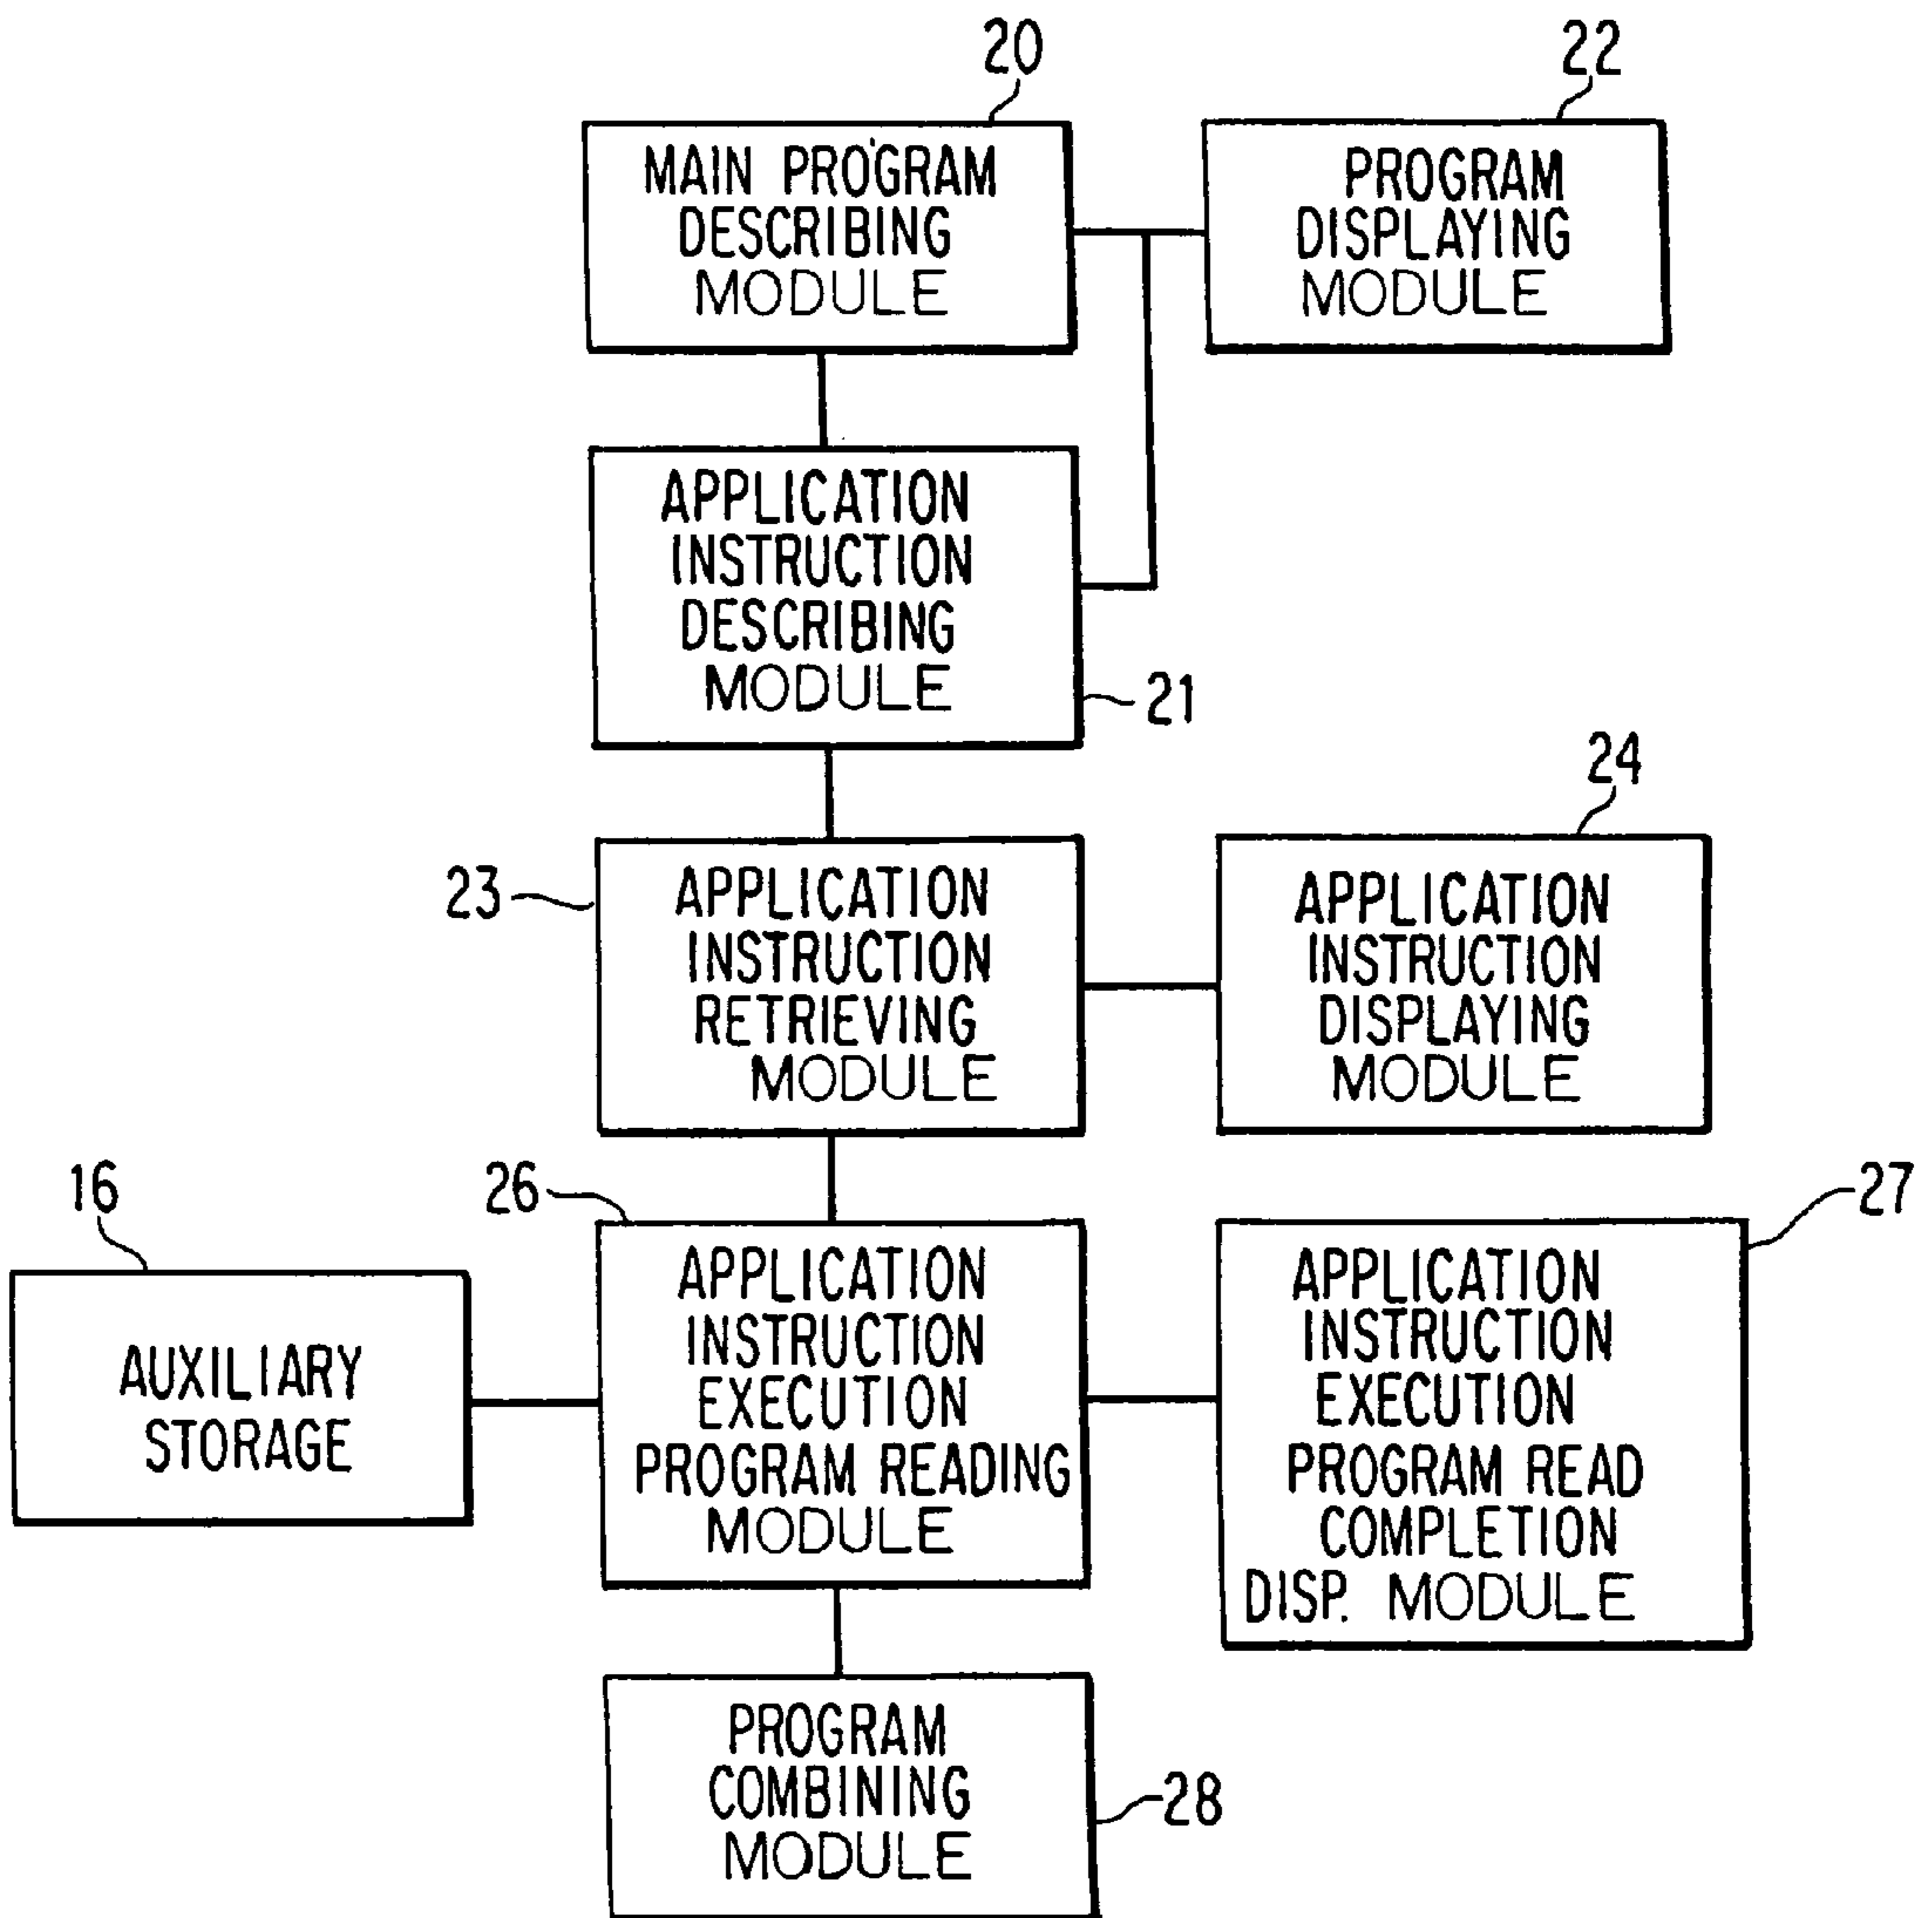 20
22
MAIN PROGRAM
DESCRIBING
MODULE
PROGRAM
DISPLAYING
MODULE
APPLICATION
INSTRUCTION
DESCRIBING
MODULE
21
24
23
APPLICATION
INSTRUCTION
RETRIEVING
MODULE
APPLICATION
INSTRUCTION
DISPLAYING
MODULE
16
26
27
AUXILIARY
STORAGE
APPLICATION
INSTRUCTION
EXECUTION
PROGRAM READING
MODULE
APPLICATION
INSTRUCTION
EXECUTION
PROGRAM READ
COMPLETION
DISP. MODULE
PROGRAM
COMBINING
MODULE
28